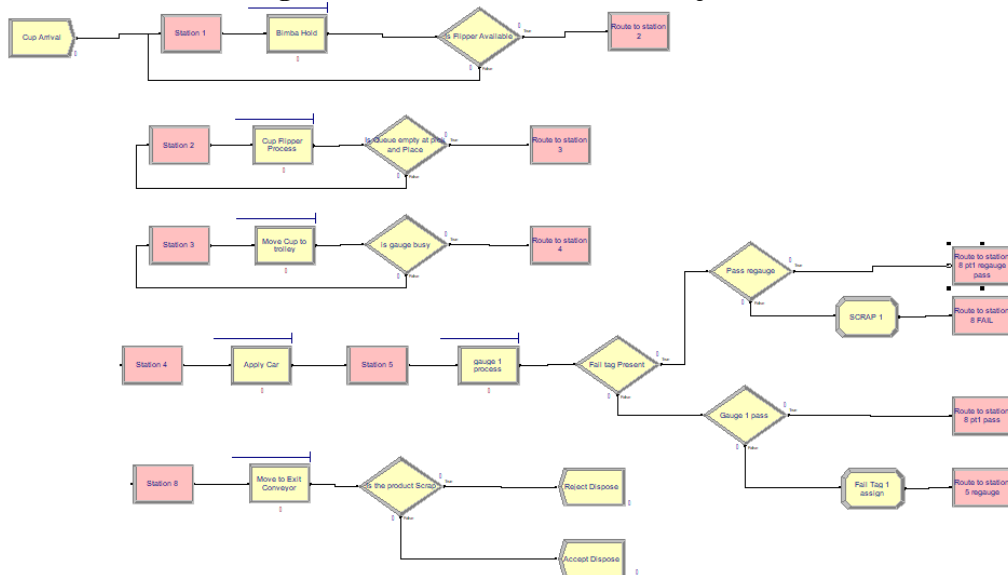 Cup Arrival
Station 1
Bimba Hold
Is Flipper Available
True
False
Route to station
2
Station 2
Cup Flipper
Process
Is Queue empty at pick
and Place
True
False
Route to station
3
Station 3
Move Cup to
trolley
is gauge busy
True
False
Route to station
4
Pass regauge
True
False
Route to station
8 pt1 regauge
pass
SCRAP 1
Route to station
8 FAIL
Station 4
Apply Car
Station 5
gauge 1
process
Fail tag Present
True
False
Gauge 1 pass
True
False
Route to station
8 pt1 pass
Fail Tag 1
assign
Route to station
5 regauge
Station 8
Move to Exit
Conveyor
Is the product Scrap
True
False
Reject Dispose
Accept Dispose